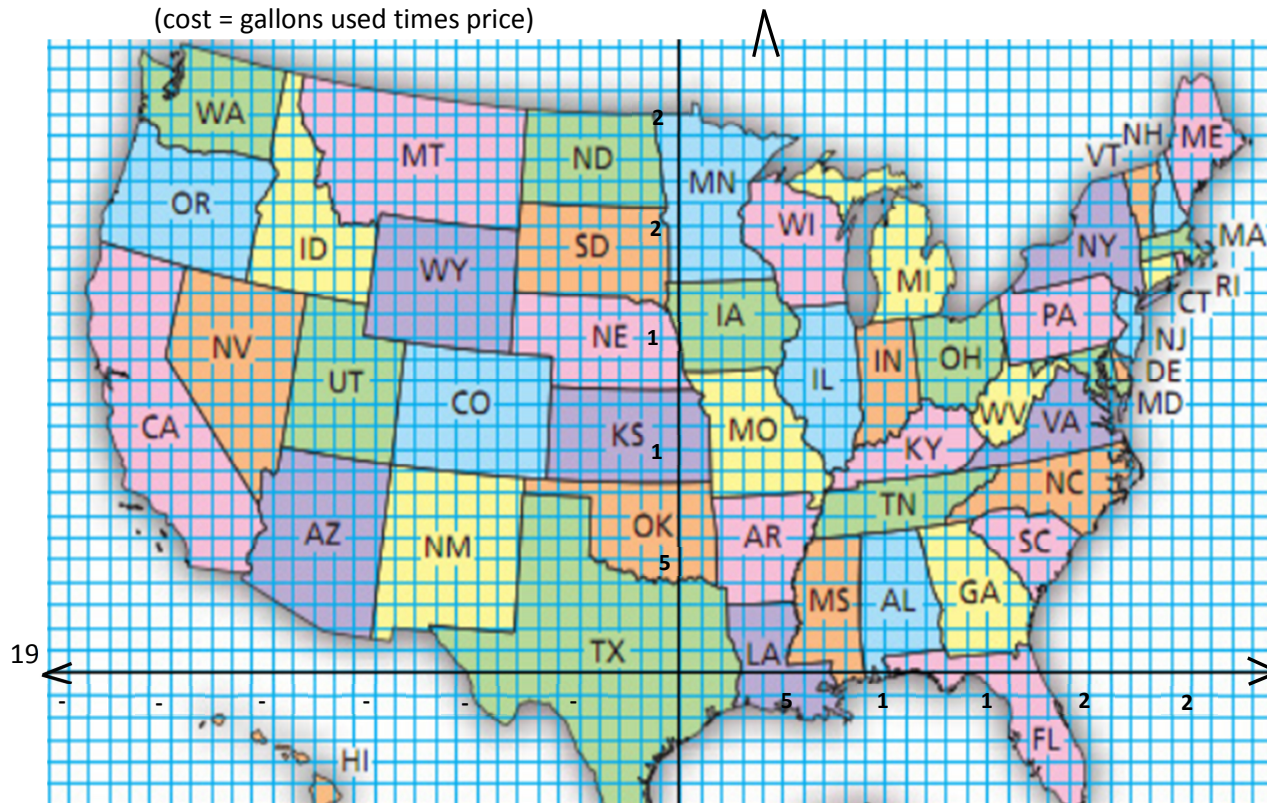 (cost = gallons used times price)
WA
MT
ND
2
MN
VT
NH
ME
OR
ID
WY
SD
2
WI
MI
NY
MA
RI
CT
NV
UT
CO
NE
1
IA
IL
IN
OH
PA
NJ
DE
MD
CA
KS
1
MO
KY
WV
VA
AZ
NM
OK
5
AR
TN
NC
SC
MS
AL
GA
19
TX
LA
- - - - - - 5 1 1 2 2
HI
FL